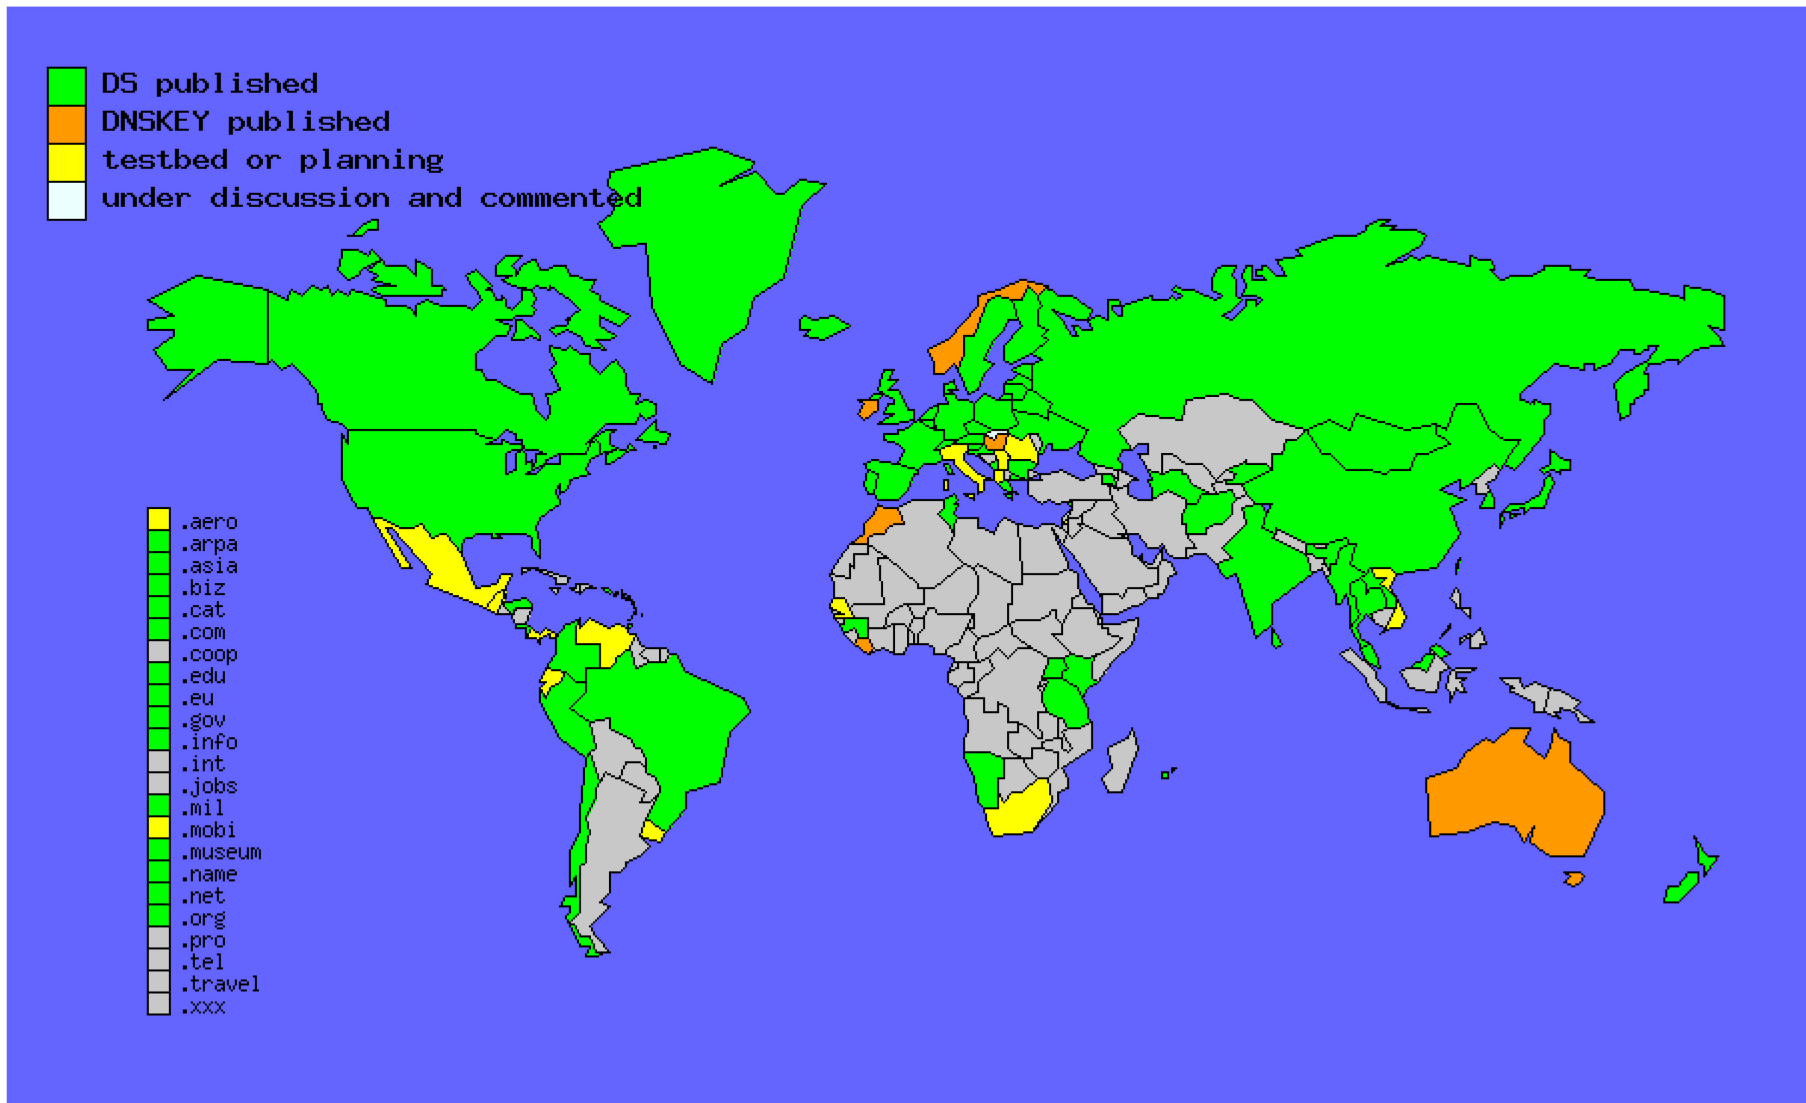 DS published
DNSKEY published
testbed or planning
under discussion and commented
.aero
.arpa
.asia
.biz
.cat
.com
.coop
.edu
.eu
.gov
.info
.int
.jobs
.mil
.mobi
.museum
.name
.net
.org
.pro
.tel
.travel
.xxx